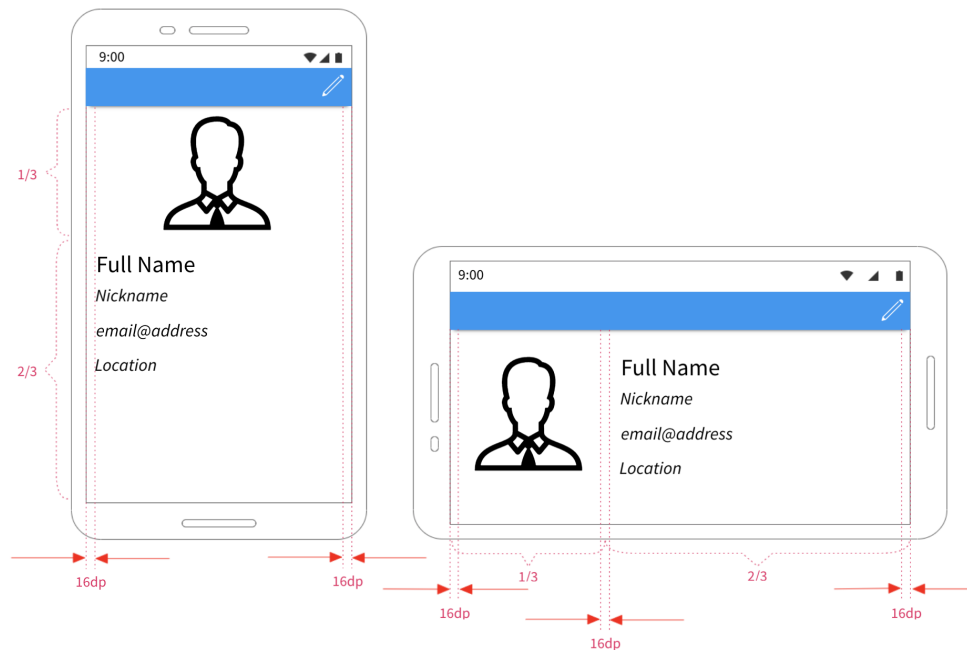 9:00
1/3
Full Name
Nickname
email@address
Location
2/3
16dp
16dp
9:00
Full Name
Nickname
email@address
Location
1/3
2/3
16dp
16dp
16dp